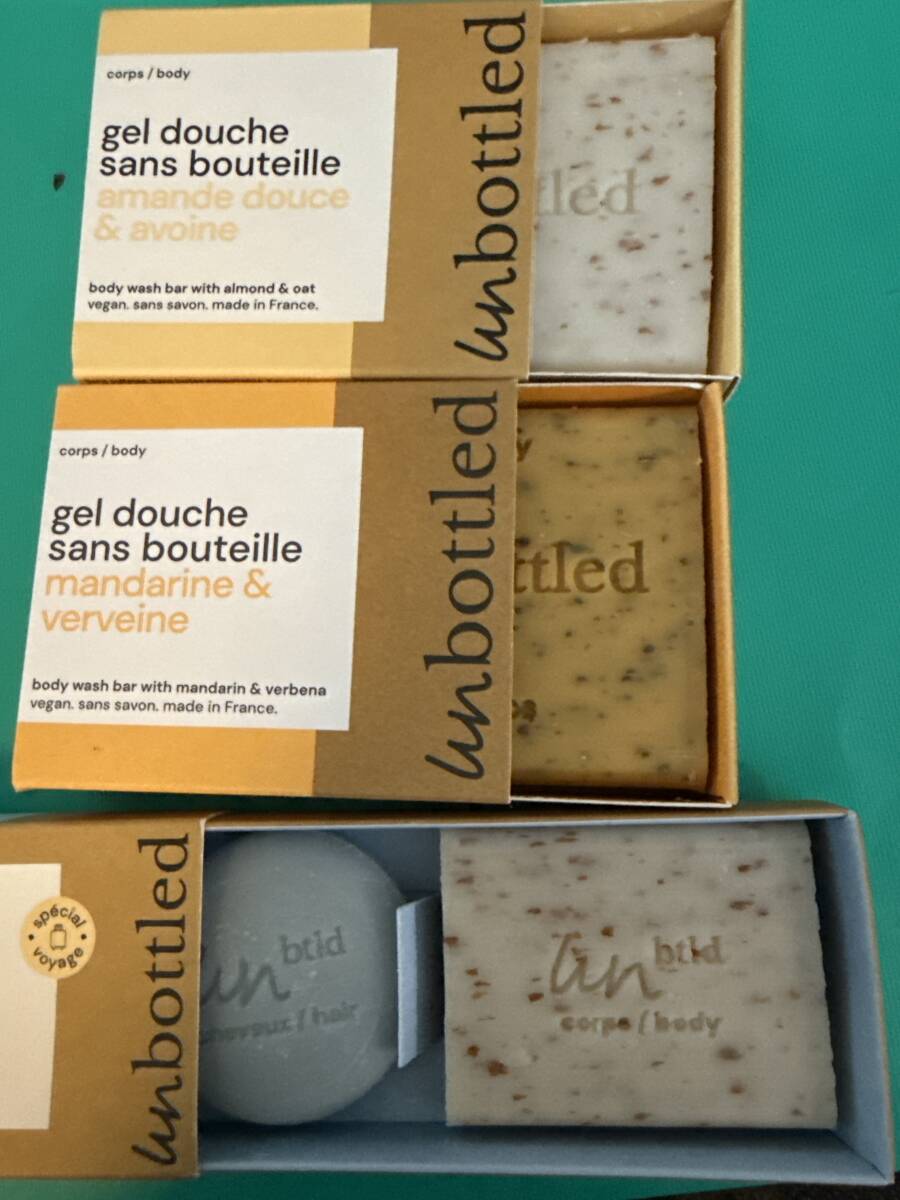 corps / body
gel douche
sans bouteille
amande douce
& avoine
body wash bar with almond & oat
vegan. sans savon. made in France.
unbottled
tled
corps / body
gel douche
sans bouteille
mandarine &
verveine
body wash bar with mandarin & verbena
vegan. sans savon. made in France.
unbottled
y
ttled
es
spécial
voyage
unbottled
un btld
cheveux / hair
un btld
corps / body